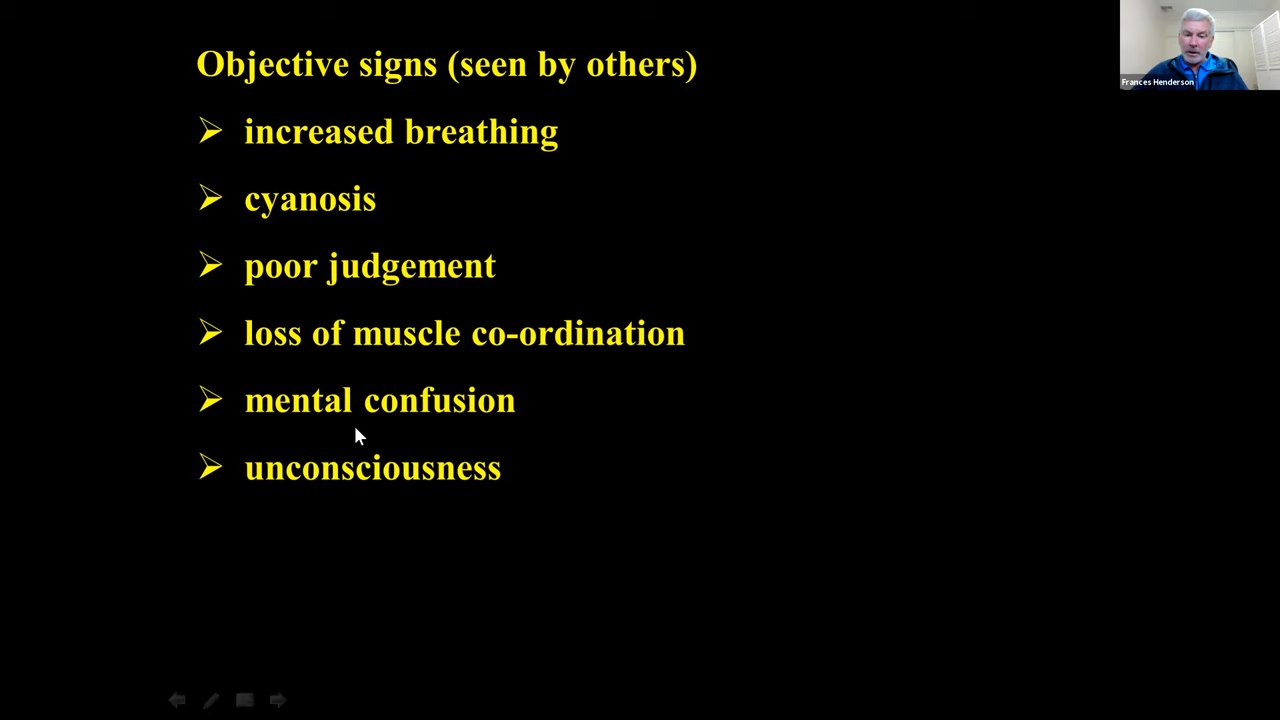 Objective signs (seen by others)
increased breathing
cyanosis
poor judgement
loss of muscle co-ordination
mental confusion
unconsciousness
Frances Henderson